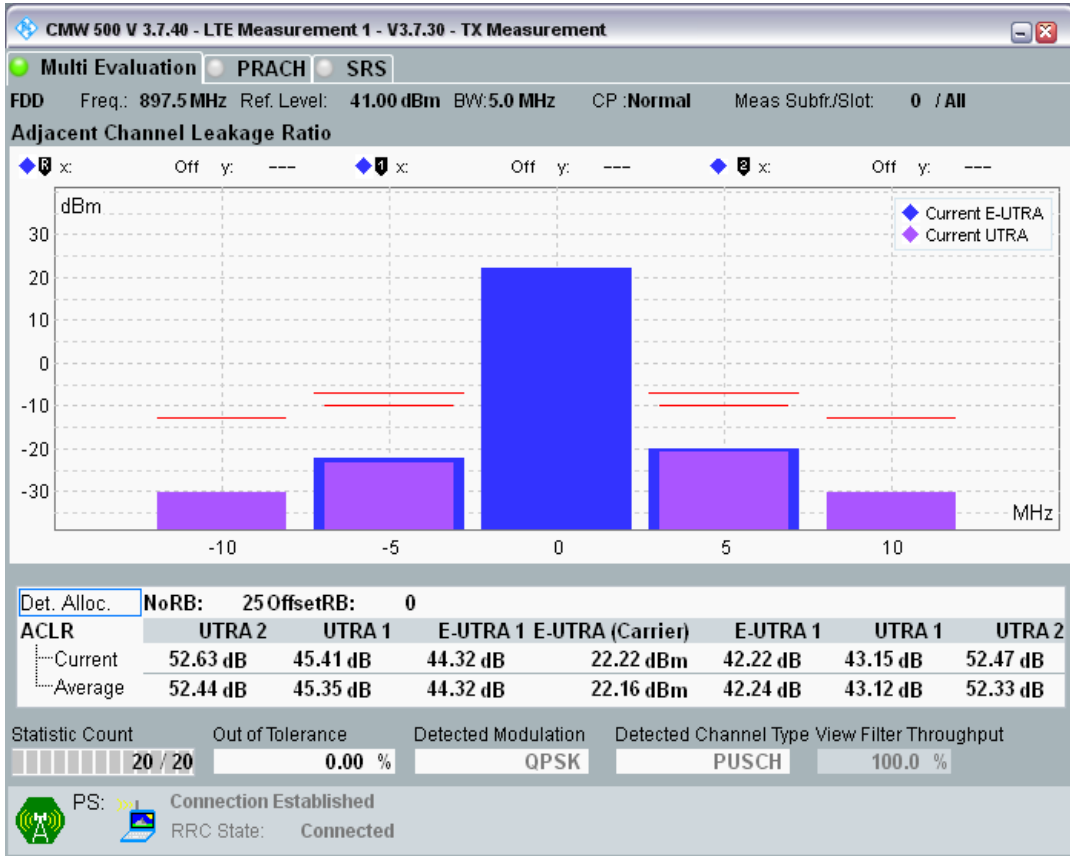 CMW 500 V 3.7.40 - LTE Measurement 1 - V3.7.30 - TX Measurement
Multi Evaluation PRACH SRS
FDD Freq.: 897.5 MHz Ref. Level: 41.00 dBm BW: 5.0 MHz CP : Normal Meas Subfr./Slot: 0 / All
Adjacent Channel Leakage Ratio
R x: Off y: --- 1 x: Off y: --- 2 x: Off y: ---
dBm
Current E-UTRA
Current UTRA
30
20
10
0
-10
-20
-30
MHz
-10 -5 0 5 10
Det. Alloc. NoRB: 25 OffsetRB: 0
ACLR UTRA 2 UTRA 1 E-UTRA 1 E-UTRA (Carrier) E-UTRA 1 UTRA 1 UTRA 2
Current 52.63 dB 45.41 dB 44.32 dB 22.22 dBm 42.22 dB 43.15 dB 52.47 dB
Average 52.44 dB 45.35 dB 44.32 dB 22.16 dBm 42.24 dB 43.12 dB 52.33 dB
Statistic Count Out of Tolerance Detected Modulation Detected Channel Type View Filter Throughput
20 / 20 0.00 % QPSK PUSCH 100.0 %
PS: Connection Established
RRC State: Connected